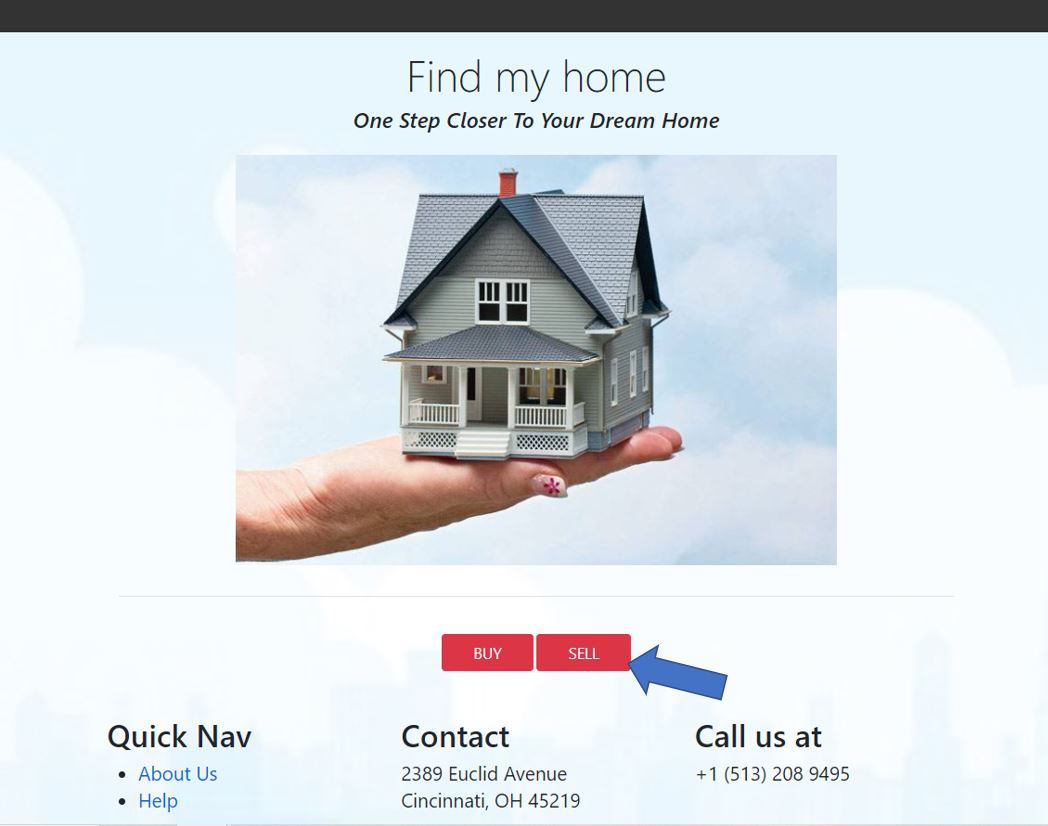 Find my home
One Step Closer To Your Dream Home
BUY SELL
Quick Nav
About Us
Help
Contact
2389 Euclid Avenue
Cincinnati, OH 45219
Call us at
+1 (513) 208 9495